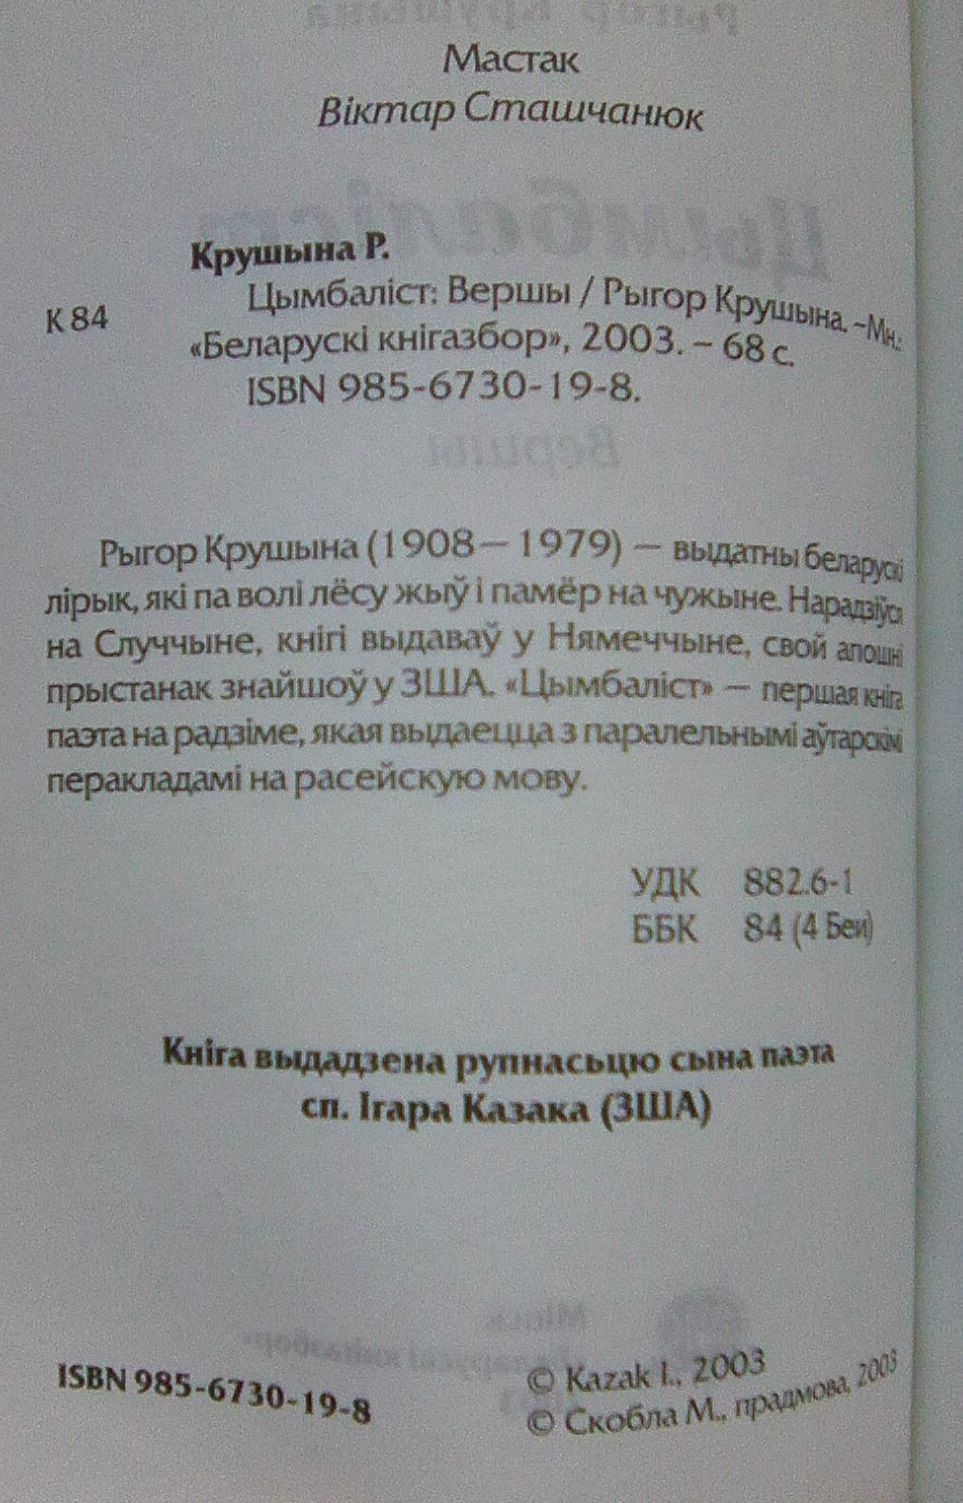 Мастак
Віктар Сташчанюк
Крушына Р.
К 84
Цымбаліст: Вершы / Рыгор Крушына. –Мн.:
«Беларускі кнігазбор», 2003. – 68 с.
ISBN 985-6730-19-8.
Рыгор Крушына (1908 – 1979) — выдатны беларускі
лірык, які па волі лёсу жыў і памёр на чужыне. Нарадзіўся
на Случчыне, кнігі выдаваў у Нямеччыне, свой апошні
прыстанак знайшоў у ЗША. «Цымбаліст» — першая кніга
паэта на радзіме, якая выдаецца з паралельнымі аўтарскімі
перакладамі на расейскую мову.
УДК 882.6-1
ББК 84 (4 Беи)
Кніга выдадзена рупнасьцю сына паэта
сп. Ігара Казака (ЗША)
ISBN 985-6730-19-8
© Kazak I., 2003
© Скобла М., прадмова, 2003